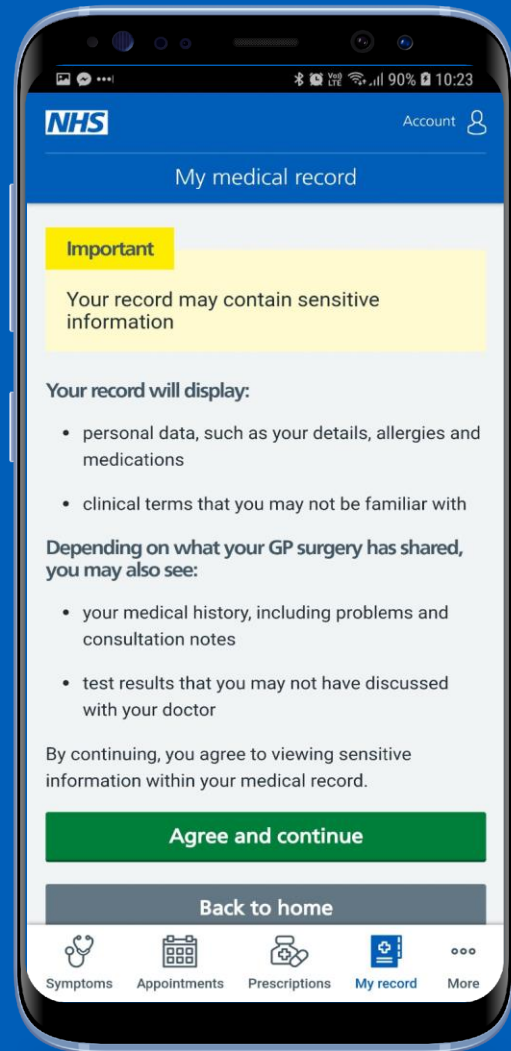 90% 10:23
NHS
Account
My medical record
Important
Your record may contain sensitive
information
Your record will display:
• personal data, such as your details, allergies and
medications
• clinical terms that you may not be familiar with
Depending on what your GP surgery has shared,
you may also see:
• your medical history, including problems and
consultation notes
• test results that you may not have discussed
with your doctor
By continuing, you agree to viewing sensitive
information within your medical record.
Agree and continue
Back to home
Symptoms Appointments Prescriptions My record More